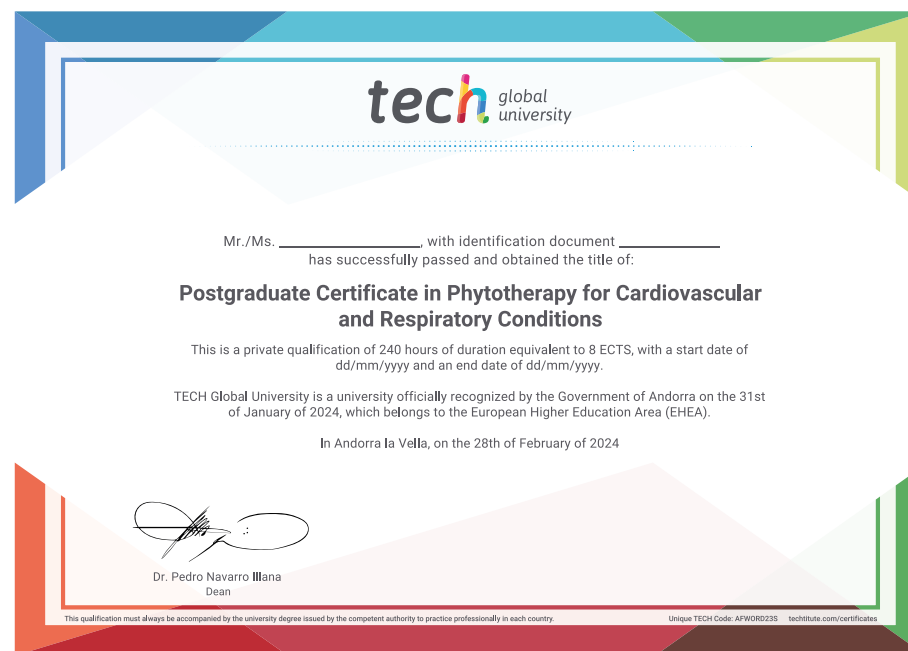 tech global
university
Mr./Ms. ____________________, with identification document ______________
has successfully passed and obtained the title of:
Postgraduate Certificate in Phytotherapy for Cardiovascular
and Respiratory Conditions
This is a private qualification of 240 hours of duration equivalent to 8 ECTS, with a start date of
dd/mm/yyyy and an end date of dd/mm/yyyy.
TECH Global University is a university officially recognized by the Government of Andorra on the 31st
of January of 2024, which belongs to the European Higher Education Area (EHEA).
In Andorra la Vella, on the 28th of February of 2024
Dr. Pedro Navarro Illana
Dean
This qualification must always be accompanied by the university degree issued by the competent authority to practice professionally in each country.
Unique TECH Code: AFWORD23S techtitute.com/certificates